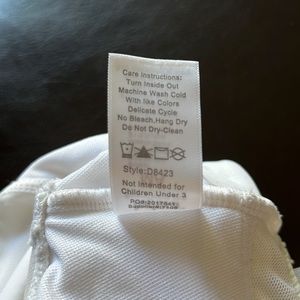 Care Instructions:
Turn Inside Out
Machine Wash Cold
With like Colors
Delicate Cycle
No Bleach,Hang Dry
Do Not Dry-Clean
Style:D8423
Not Intended for
Children Under 3